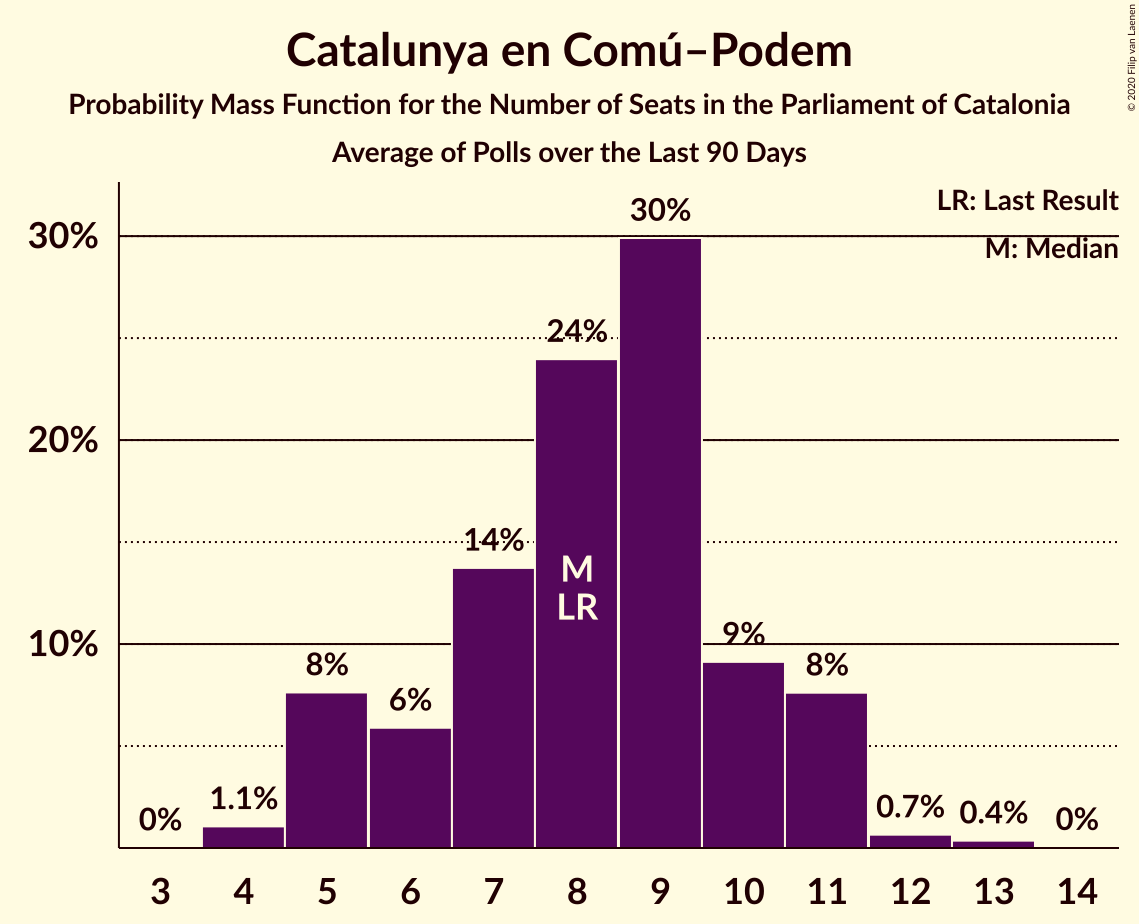 Catalunya en Comú–Podem
Probability Mass Function for the Number of Seats in the Parliament of Catalonia
Average of Polls over the Last 90 Days
© 2020 Filip van Laenen
LR: Last Result
M: Median
30%
20%
10%
0%
1.1%
8%
6%
14%
24%
30%
9%
8%
0.7%
0.4%
0%
M
LR
3 4 5 6 7 8 9 10 11 12 13 14